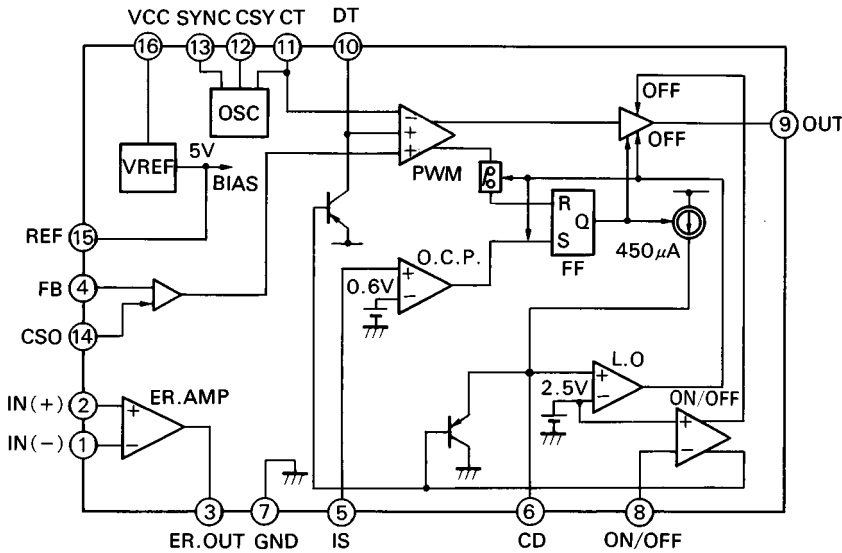 VCC SYNC CSY CT DT
16 13 12 11 10
OSC
OFF
OFF
9 OUT
VREF
5V
BIAS
PWM
R
Q
S
FF
450μA
REF 15
FB 4
CSO 14
O.C.P.
0.6V
+
−
−
+
+
L.O
2.5V
+
−
ON/OFF
+
−
IN(+) 2
IN(−) 1
ER.AMP
+
−
3 7 5 6 8
ER.OUT GND IS CD ON/OFF